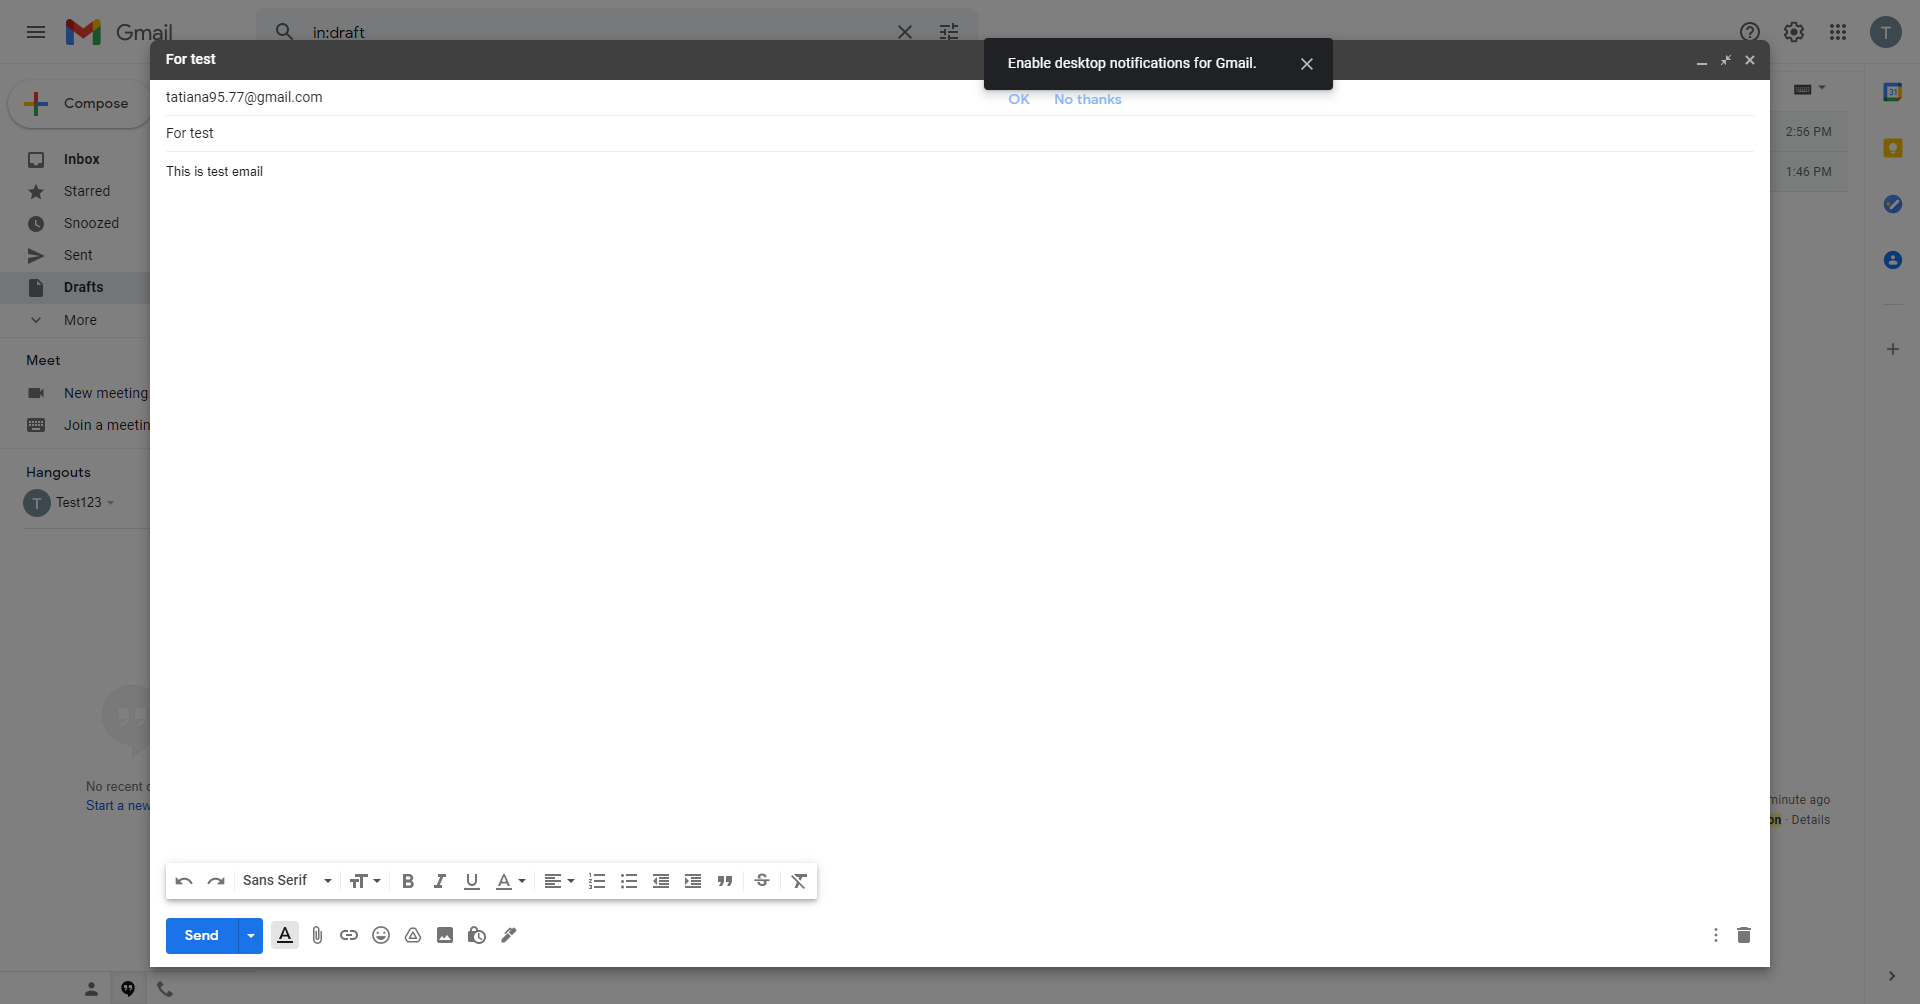 Gmail
in:draft
T
For test
Enable desktop notifications for Gmail.
OK No thanks
tatiana95.77@gmail.com
For test
This is test email
Compose
Inbox
Starred
Snoozed
Sent
Drafts
More
Meet
New meeting
Join a meetin
Hangouts
T Test123
No recent c
Start a new
31
2:56 PM
1:46 PM
minute ago
on · Details
Sans Serif
Send